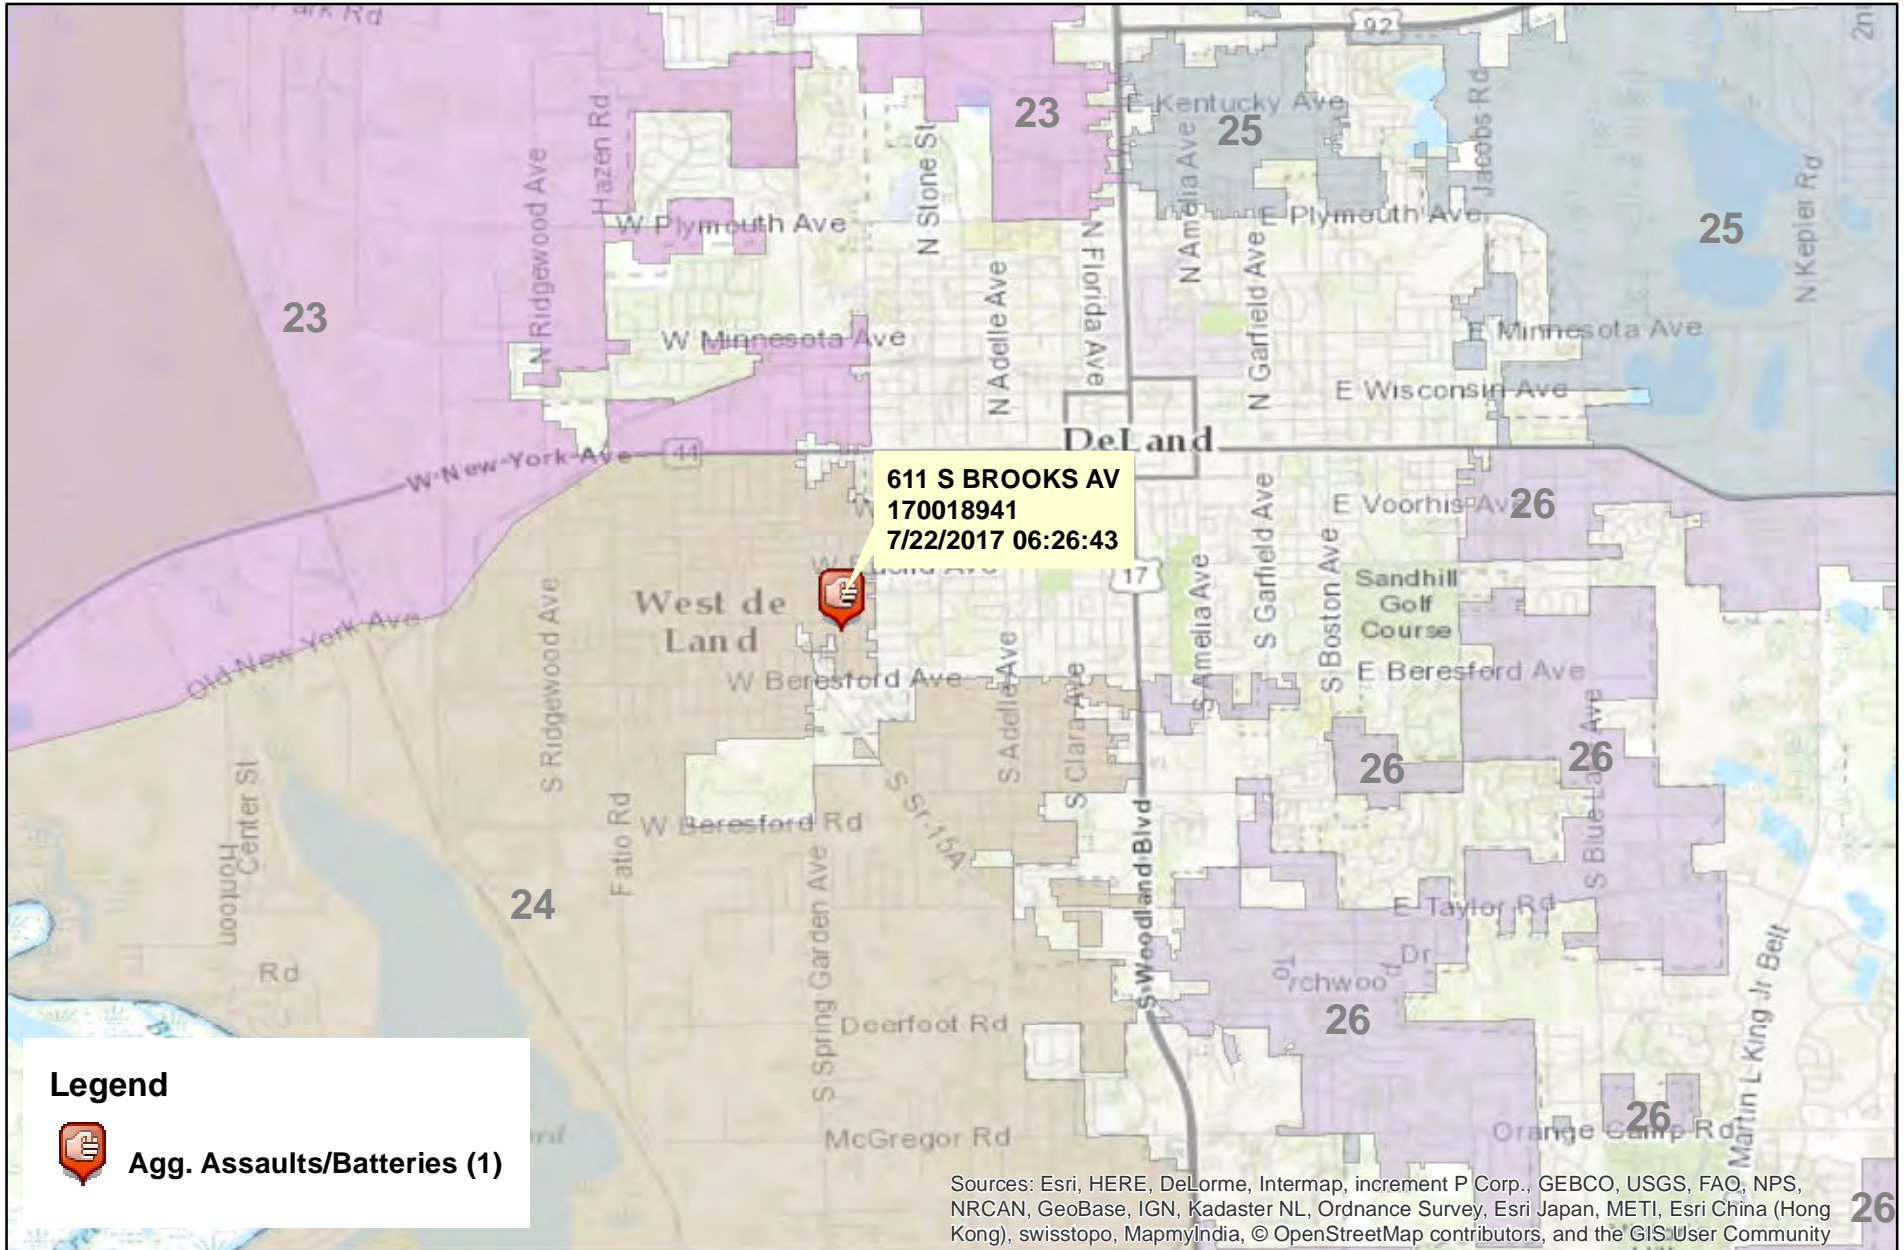 Park Rd
92
2n
23
E Kentucky Ave
25
Hazen Rd
Jacobs Rd
N Stone St
N Amelia Ave
N Ridgewood Ave
N Kepler Rd
W Plymouth Ave
E Plymouth Ave
25
N Florida Ave
23
N Garfield Ave
N Adelle Ave
W Minnesota Ave
E Minnesota Ave
E Wisconsin Ave
DeLand
W New York Ave
44
611 S BROOKS AV
170018941
7/22/2017 06:26:43
E Voorhis Ave
26
W Euclid Ave
17
S Garfield Ave
S Boston Ave
S Amelia Ave
Sandhill
Golf
Course
West de
Land
Old New York Ave
S Ridgewood Ave
W Beresford Ave
E Beresford Ave
S Adelle Ave
S Clara Ave
26
26
S Blue Lake Ave
Center St
Hontoon
Fatio Rd
W Beresford Rd
S Sr-15A
S Woodland Blvd
24
S Spring Garden Ave
E Taylor Rd
Rd
Torchwood Dr
26
Dr Martin L King Jr Belt
Deerfoot Rd
McGregor Rd
26
Orange Camp Rd
26
Legend
Agg. Assaults/Batteries (1)
Sources: Esri, HERE, DeLorme, Intermap, increment P Corp., GEBCO, USGS, FAO, NPS,
NRCAN, GeoBase, IGN, Kadaster NL, Ordnance Survey, Esri Japan, METI, Esri China (Hong
Kong), swisstopo, MapmyIndia, © OpenStreetMap contributors, and the GIS User Community